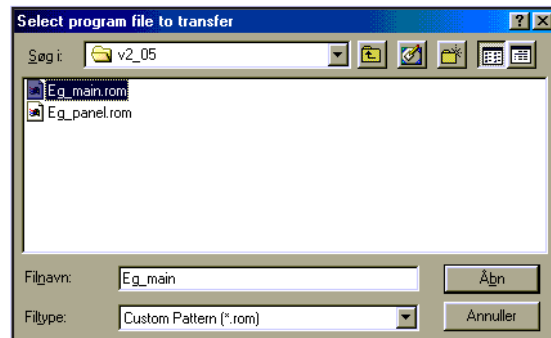 Select program file to transfer
Søg i: v2_05
Eg_main.rom
Eg_panel.rom
Filnavn: Eg_main Åbn
Filtype: Custom Pattern (*.rom) Annuller